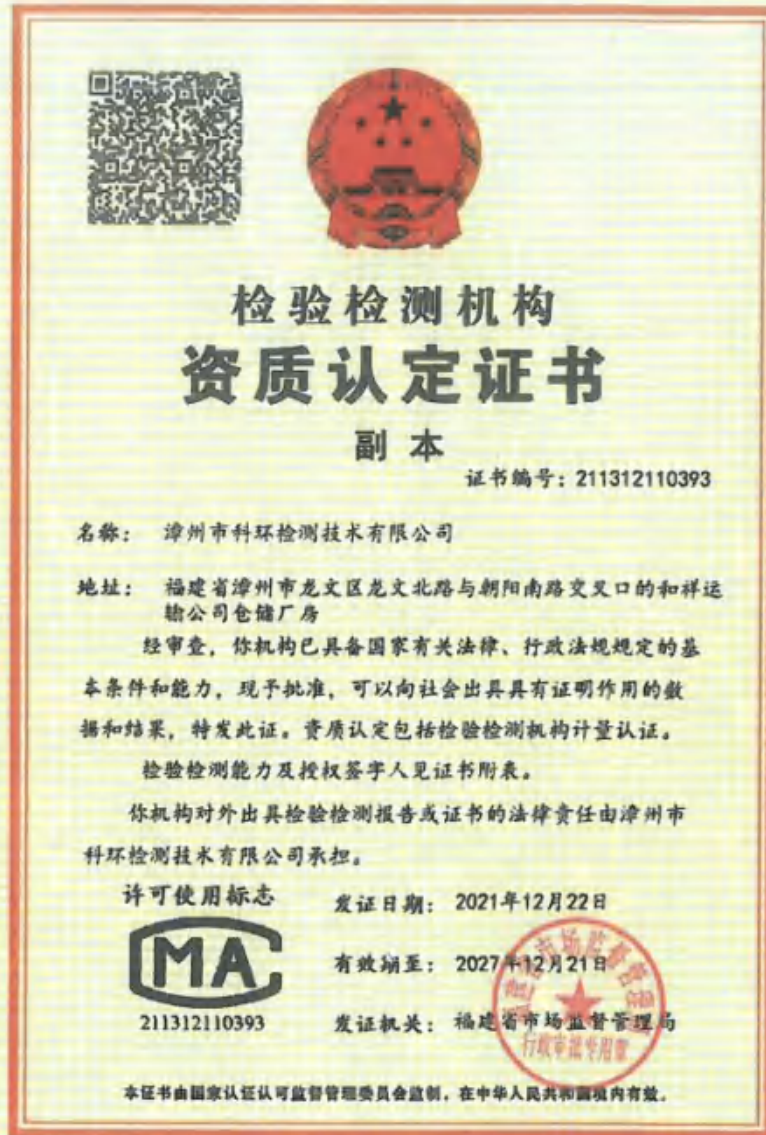 检验检测机构
资质认定证书
副本
证书编号：211312110393
名称： 漳州市科环检测技术有限公司
地址： 福建省漳州市龙文区龙文北路与朝阳南路交叉口的和祥运
输公司仓储厂房
经审查，你机构已具备国家有关法律、行政法规规定的基
本条件和能力，现予批准，可以向社会出具具有证明作用的数
据和结果，特发此证。资质认定包括检验检测机构计量认证。
检验检测能力及授权签字人见证书附表。
你机构对外出具检验检测报告或证书的法律责任由漳州市
科环检测技术有限公司承担。
许可使用标志
发证日期： 2021年12月22日
MA
有效期至： 2027年12月21日
211312110393
发证机关： 福建省市场监督管理局
行政审批专用章
本证书由国家认证认可监督管理委员会监制，在中华人民共和国境内有效。